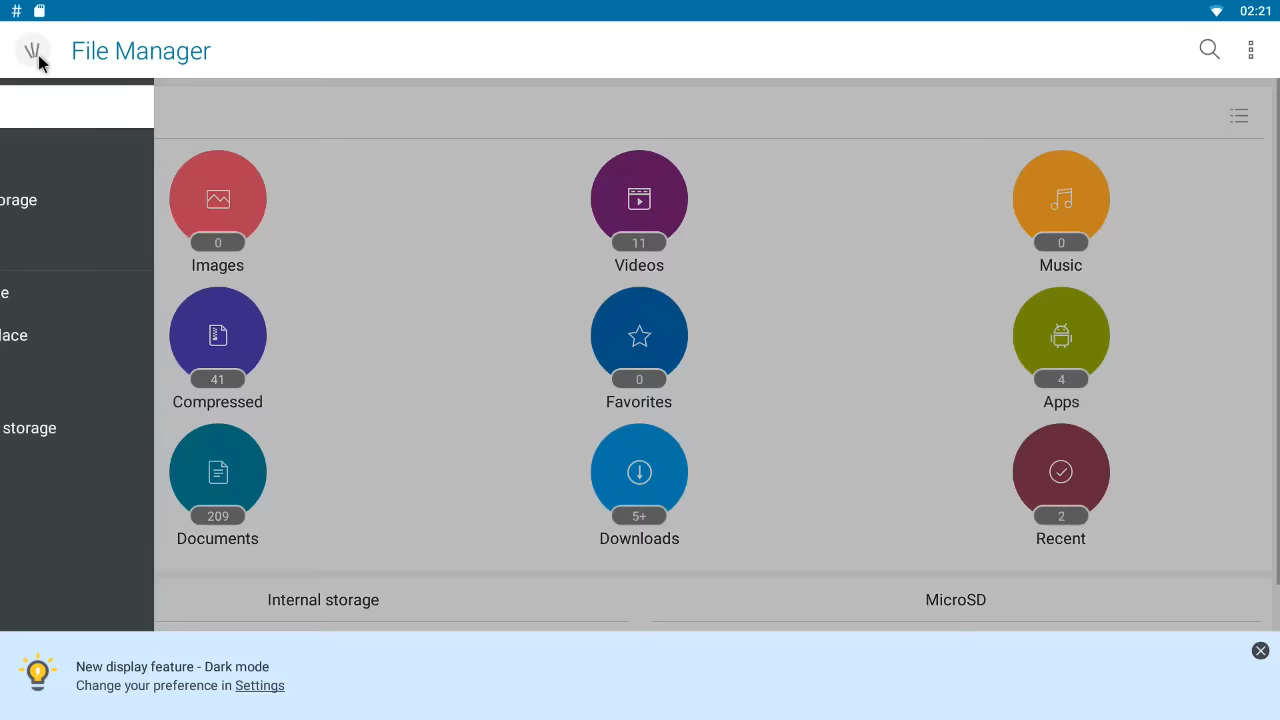 # 02:21
File Manager
orage
e
lace
storage
0
Images
11
Videos
0
Music
41
Compressed
0
Favorites
4
Apps
209
Documents
5+
Downloads
2
Recent
Internal storage MicroSD
New display feature - Dark mode
Change your preference in Settings